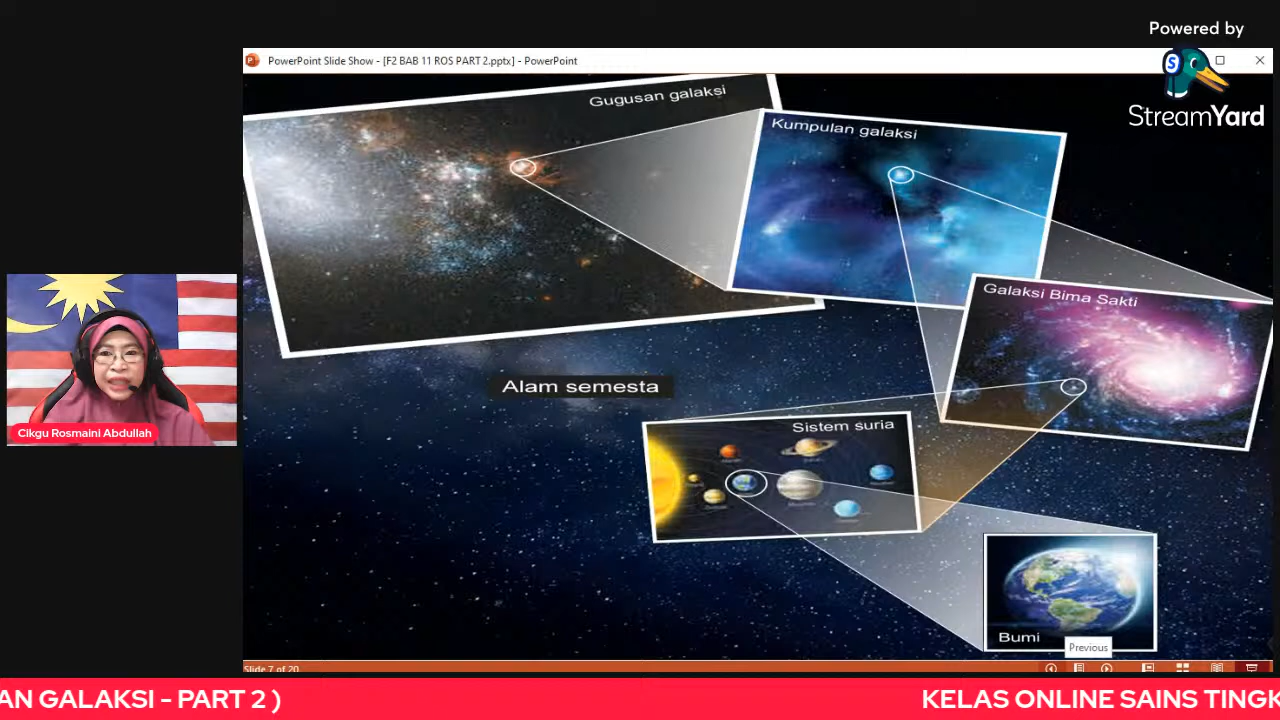 Powered by
StreamYard
PowerPoint Slide Show - [F2 BAB 11 ROS PART 2.pptx] - PowerPoint
Gugusan galaksi
Kumpulan galaksi
Galaksi Bima Sakti
Alam semesta
Sistem suria
Bumi
Previous
Slide 7 of 20
Cikgu Rosmaini Abdullah
AN GALAKSI - PART 2 )
KELAS ONLINE SAINS TINGK